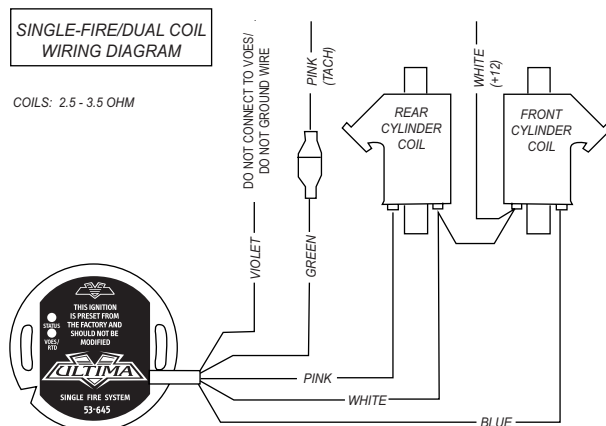 SINGLE-FIRE/DUAL COIL
WIRING DIAGRAM
COILS: 2.5 - 3.5 OHM
DO NOT CONNECT TO VOES/
DO NOT GROUND WIRE
PINK
(TACH)
WHITE
(+12)
REAR
CYLINDER
COIL
FRONT
CYLINDER
COIL
VIOLET
GREEN
THIS IGNITION
IS PRESET FROM
THE FACTORY AND
SHOULD NOT BE
MODIFIED
STATUS
VOES/
RTD
ULTIMA
SINGLE FIRE SYSTEM
53-645
PINK
WHITE
BLUE